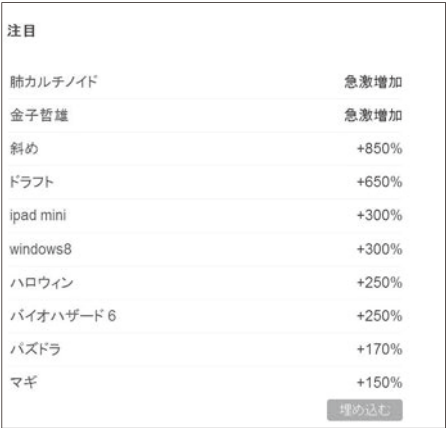 注目
肺カルチノイド 急激増加
金子哲雄 急激増加
斜め +850%
ドラフト +650%
ipad mini +300%
windows8 +300%
ハロウィン +250%
バイオハザード 6 +250%
パズドラ +170%
マギ +150%
埋め込む